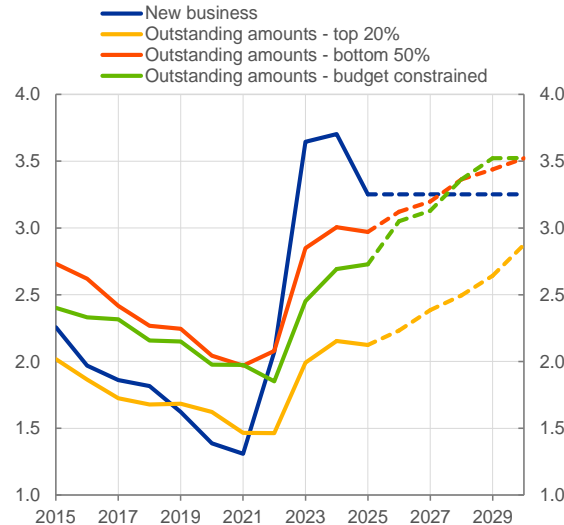 New business
Outstanding amounts - top 20%
Outstanding amounts - bottom 50%
Outstanding amounts - budget constrained
4.0 4.0
3.5 3.5
3.0 3.0
2.5 2.5
2.0 2.0
1.5 1.5
1.0 1.0
2015 2017 2019 2021 2023 2025 2027 2029